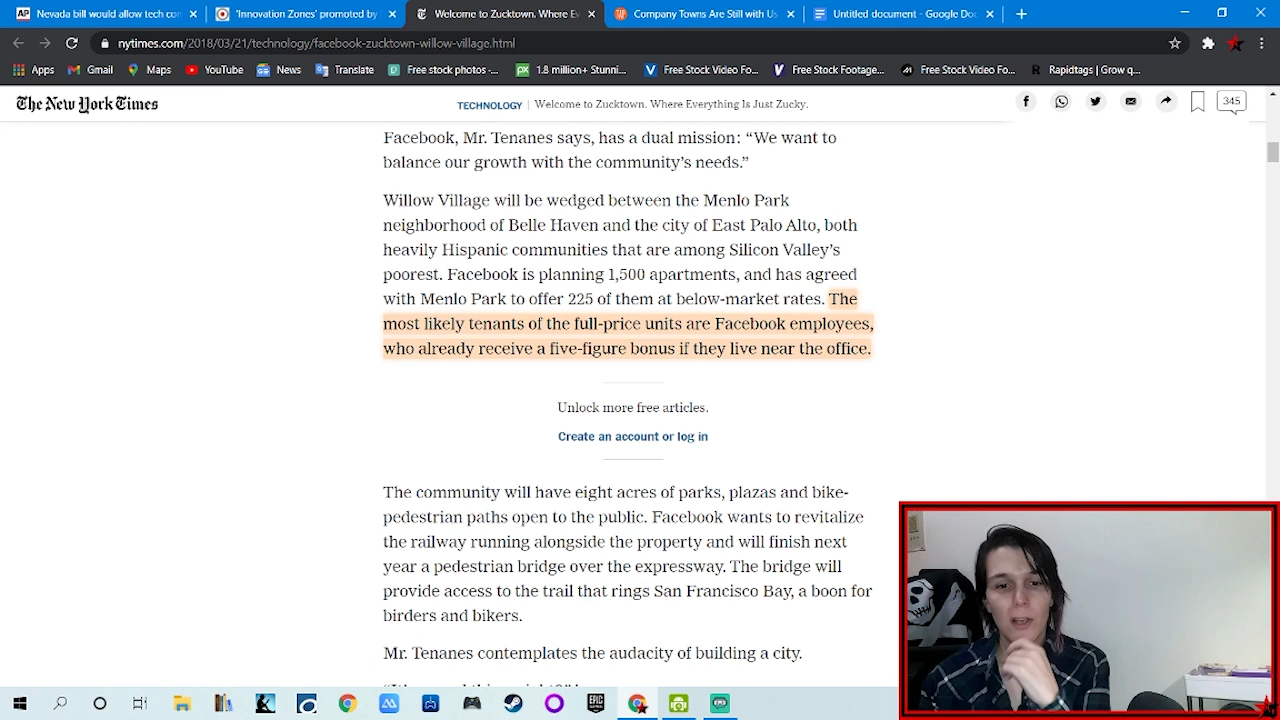 Nevada bill would allow tech con
'Innovation Zones' promoted by
Welcome to Zucktown. Where Ev
Company Towns Are Still with Us
Untitled document - Google Doc
nytimes.com/2018/03/21/technology/facebook-zucktown-willow-village.html
Apps
Gmail
Maps
YouTube
News
Translate
Free stock photos -...
1.8 million+ Stunni...
Free Stock Video Fo...
Free Stock Footage...
Free Stock Video Fo...
Rapidtags | Grow q...
The New York Times
TECHNOLOGY | Welcome to Zucktown. Where Everything Is Just Zucky.
345
Facebook, Mr. Tenanes says, has a dual mission: “We want to
balance our growth with the community’s needs.”
Willow Village will be wedged between the Menlo Park
neighborhood of Belle Haven and the city of East Palo Alto, both
heavily Hispanic communities that are among Silicon Valley’s
poorest. Facebook is planning 1,500 apartments, and has agreed
with Menlo Park to offer 225 of them at below-market rates. The
most likely tenants of the full-price units are Facebook employees,
who already receive a five-figure bonus if they live near the office.
Unlock more free articles.
Create an account or log in
The community will have eight acres of parks, plazas and bike-
pedestrian paths open to the public. Facebook wants to revitalize
the railway running alongside the property and will finish next
year a pedestrian bridge over the expressway. The bridge will
provide access to the trail that rings San Francisco Bay, a boon for
birders and bikers.
Mr. Tenanes contemplates the audacity of building a city.